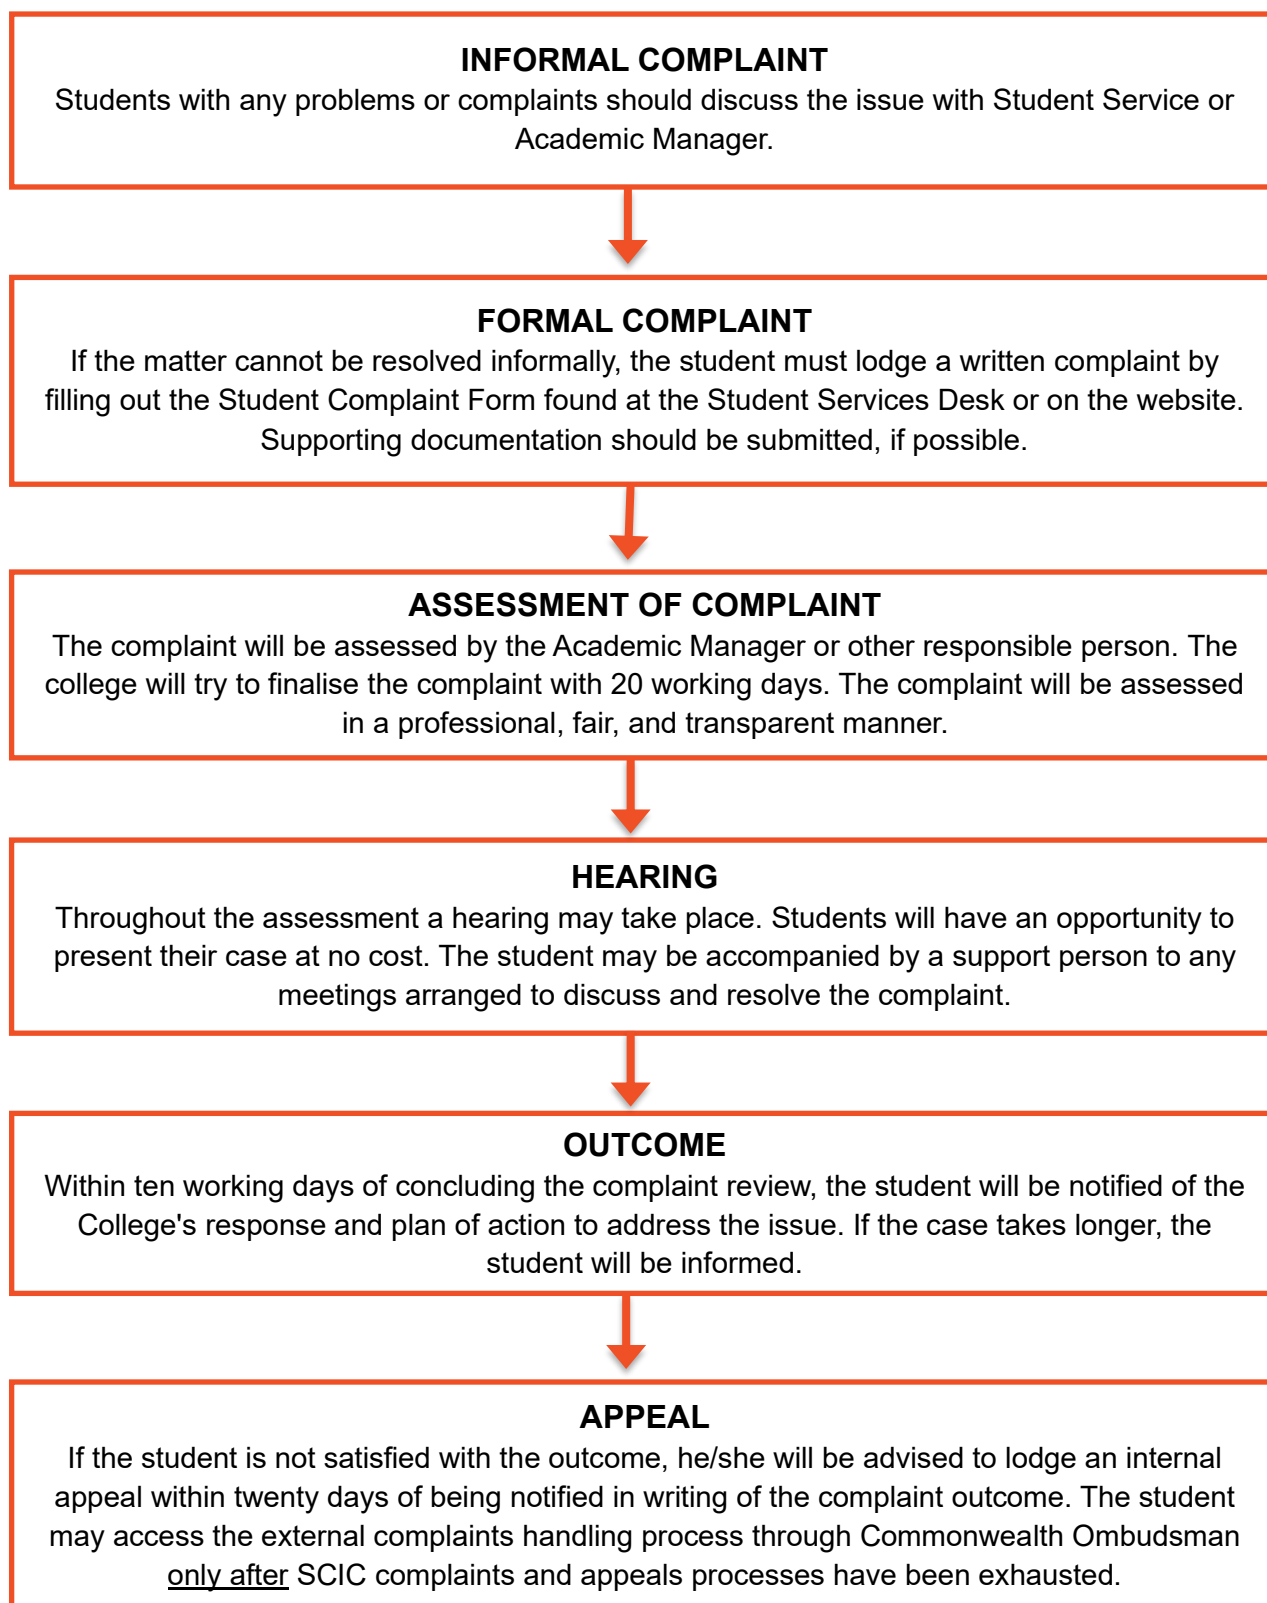 INFORMAL COMPLAINT
Students with any problems or complaints should discuss the issue with Student Service or
Academic Manager.
FORMAL COMPLAINT
If the matter cannot be resolved informally, the student must lodge a written complaint by
filling out the Student Complaint Form found at the Student Services Desk or on the website.
Supporting documentation should be submitted, if possible.
ASSESSMENT OF COMPLAINT
The complaint will be assessed by the Academic Manager or other responsible person. The
college will try to finalise the complaint with 20 working days. The complaint will be assessed
in a professional, fair, and transparent manner.
HEARING
Throughout the assessment a hearing may take place. Students will have an opportunity to
present their case at no cost. The student may be accompanied by a support person to any
meetings arranged to discuss and resolve the complaint.
OUTCOME
Within ten working days of concluding the complaint review, the student will be notified of the
College's response and plan of action to address the issue. If the case takes longer, the
student will be informed.
APPEAL
If the student is not satisfied with the outcome, he/she will be advised to lodge an internal
appeal within twenty days of being notified in writing of the complaint outcome. The student
may access the external complaints handling process through Commonwealth Ombudsman
only after SCIC complaints and appeals processes have been exhausted.